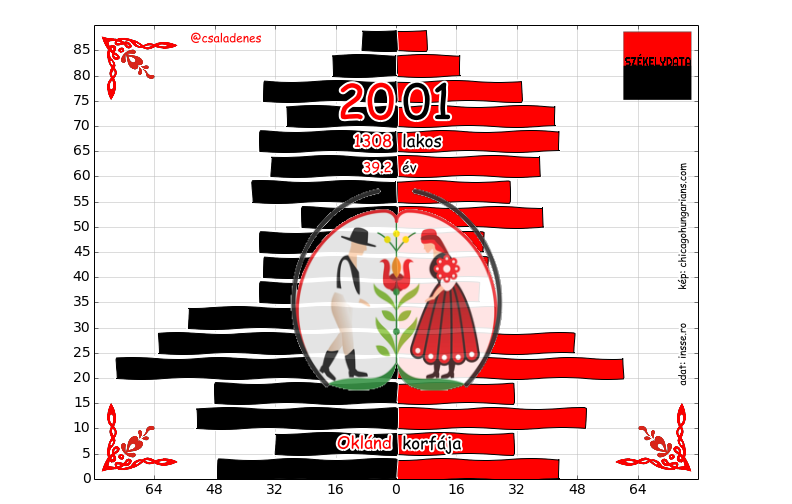 @csaladenes
SZÉKELYDATA
2001
1308 lakos
39.2 év
kép: chicagohungarians.com
adat: insse.ro
Oklánd korfája
85
80
75
70
65
60
55
50
45
40
35
30
25
20
15
10
5
0
64 48 32 16 0 16 32 48 64